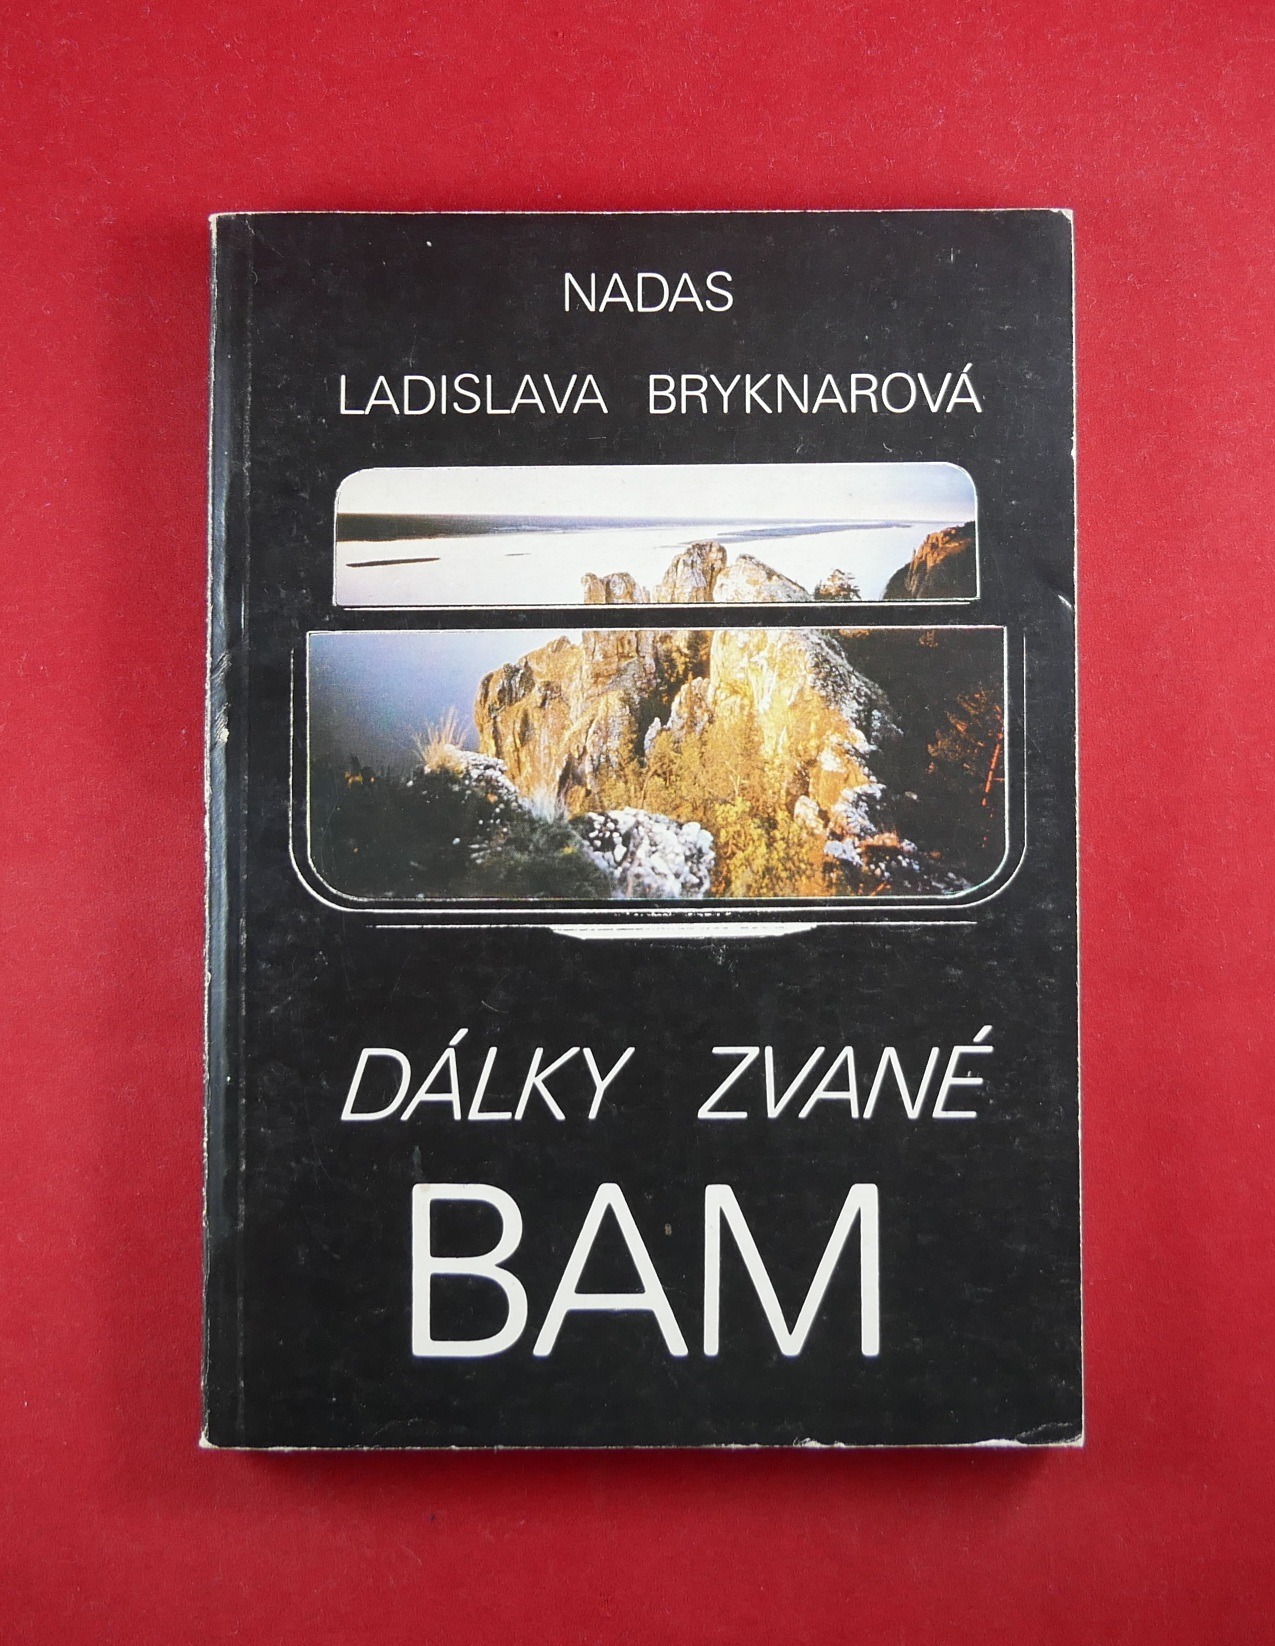 NADAS
LADISLAVA BRYKNAROVÁ
DÁLKY ZVANÉ
BAM